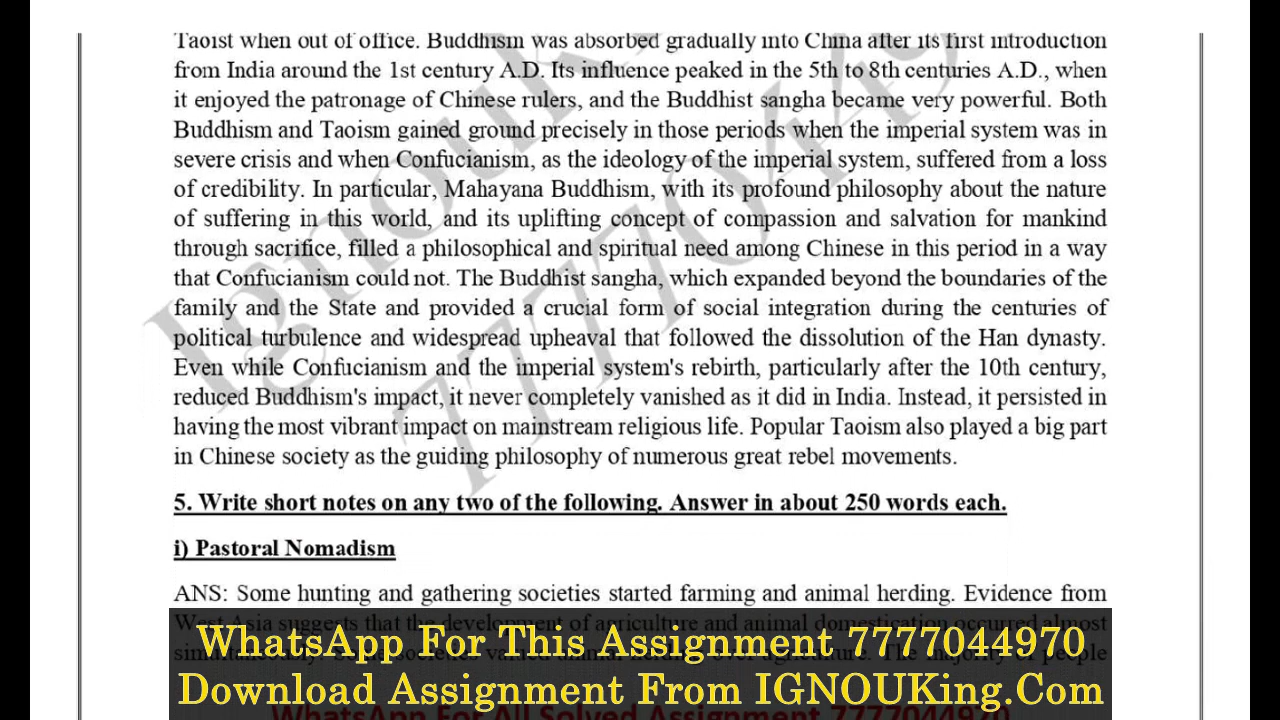 Taoist when out of office. Buddhism was absorbed gradually into China after its first introduction
from India around the 1st century A.D. Its influence peaked in the 5th to 8th centuries A.D., when
it enjoyed the patronage of Chinese rulers, and the Buddhist sangha became very powerful. Both
Buddhism and Taoism gained ground precisely in those periods when the imperial system was in
severe crisis and when Confucianism, as the ideology of the imperial system, suffered from a loss
of credibility. In particular, Mahayana Buddhism, with its profound philosophy about the nature
of suffering in this world, and its uplifting concept of compassion and salvation for mankind
through sacrifice, filled a philosophical and spiritual need among Chinese in this period in a way
that Confucianism could not. The Buddhist sangha, which expanded beyond the boundaries of the
family and the State and provided a crucial form of social integration during the centuries of
political turbulence and widespread upheaval that followed the dissolution of the Han dynasty.
Even while Confucianism and the imperial system's rebirth, particularly after the 10th century,
reduced Buddhism's impact, it never completely vanished as it did in India. Instead, it persisted in
having the most vibrant impact on mainstream religious life. Popular Taoism also played a big part
in Chinese society as the guiding philosophy of numerous great rebel movements.
5. Write short notes on any two of the following. Answer in about 250 words each.
i) Pastoral Nomadism
ANS: Some hunting and gathering societies started farming and animal herding. Evidence from
West Asia suggests that the development of agriculture and animal domestication occurred almost
WhatsApp For This Assignment 7777044970
Download Assignment From IGNOUKing.Com
WhatsApp For All Solved Assignment 7777044970